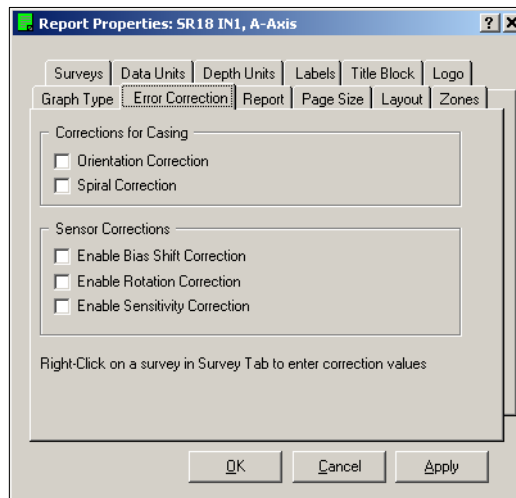 Report Properties: SR18 IN1, A-Axis
Surveys Data Units Depth Units Labels Title Block Logo
Graph Type Error Correction Report Page Size Layout Zones
Corrections for Casing
Orientation Correction
Spiral Correction
Sensor Corrections
Enable Bias Shift Correction
Enable Rotation Correction
Enable Sensitivity Correction
Right-Click on a survey in Survey Tab to enter correction values
OK Cancel Apply